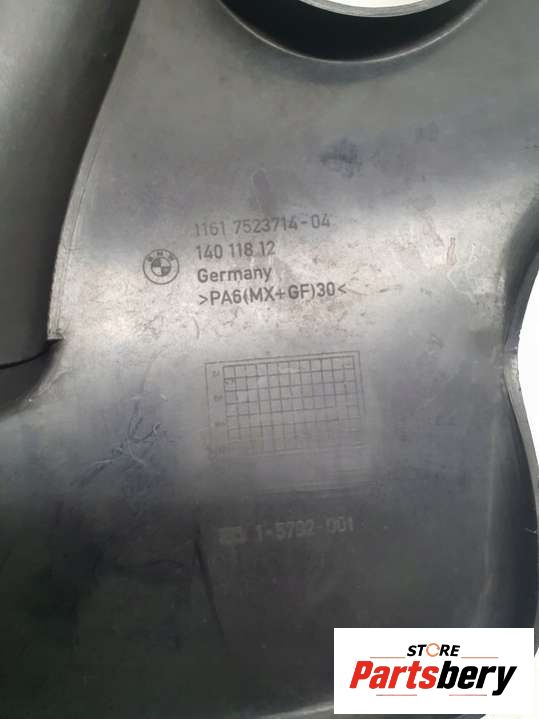 1161 7523714-04
140 118 12
Germany
>PA6(MX+GF)30<
1-5792-001
STORE
Partsbery